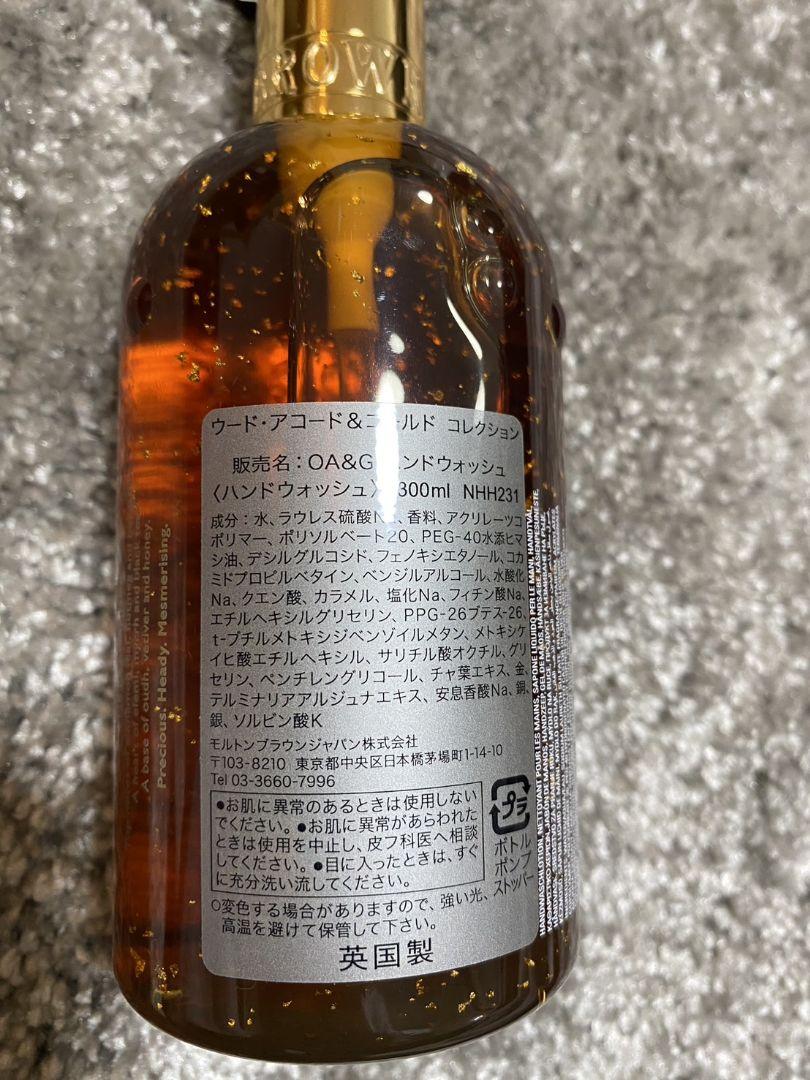 ROW
ウード・アコード＆ゴールド コレクション
販売名：OA&G ハンドウォッシュ
〈ハンドウォッシュ〉 300ml NHH231
成分：水、ラウレス硫酸Na、香料、アクリレーツコ
ポリマー、ポリソルベート20、PEG-40水添ヒマ
シ油、デシルグルコシド、フェノキシエタノール、コカ
ミドプロピルベタイン、ベンジルアルコール、水酸化
Na、クエン酸、カラメル、塩化Na、フィチン酸Na、
エチルヘキシルグリセリン、PPG-26ブテス-26、
t-ブチルメトキシジベンゾイルメタン、メトキシケ
イヒ酸エチルヘキシル、サリチル酸オクチル、グリ
セリン、ペンチレングリコール、チャ葉エキス、金、
テルミナリアアルジュナエキス、安息香酸Na、銅、
銀、ソルビン酸K
モルトンブラウンジャパン株式会社
〒103-8210 東京都中央区日本橋茅場町1-14-10
Tel 03-3660-7996
●お肌に異常のあるときは使用しない
でください。●お肌に異常があらわれた
ときは使用を中止し、皮フ科医へ相談
してください。●目に入ったときは、すぐ
に充分洗い流してください。
プラ
ボトル
ポンプ
ストッパー
○変色する場合がありますので、強い光、
高温を避けて保管して下さい。
英国製
A heart of elemi, myrrh and black tea.
A base of oudh, vetiver and honey.
Precious. Heady. Mesmerising.